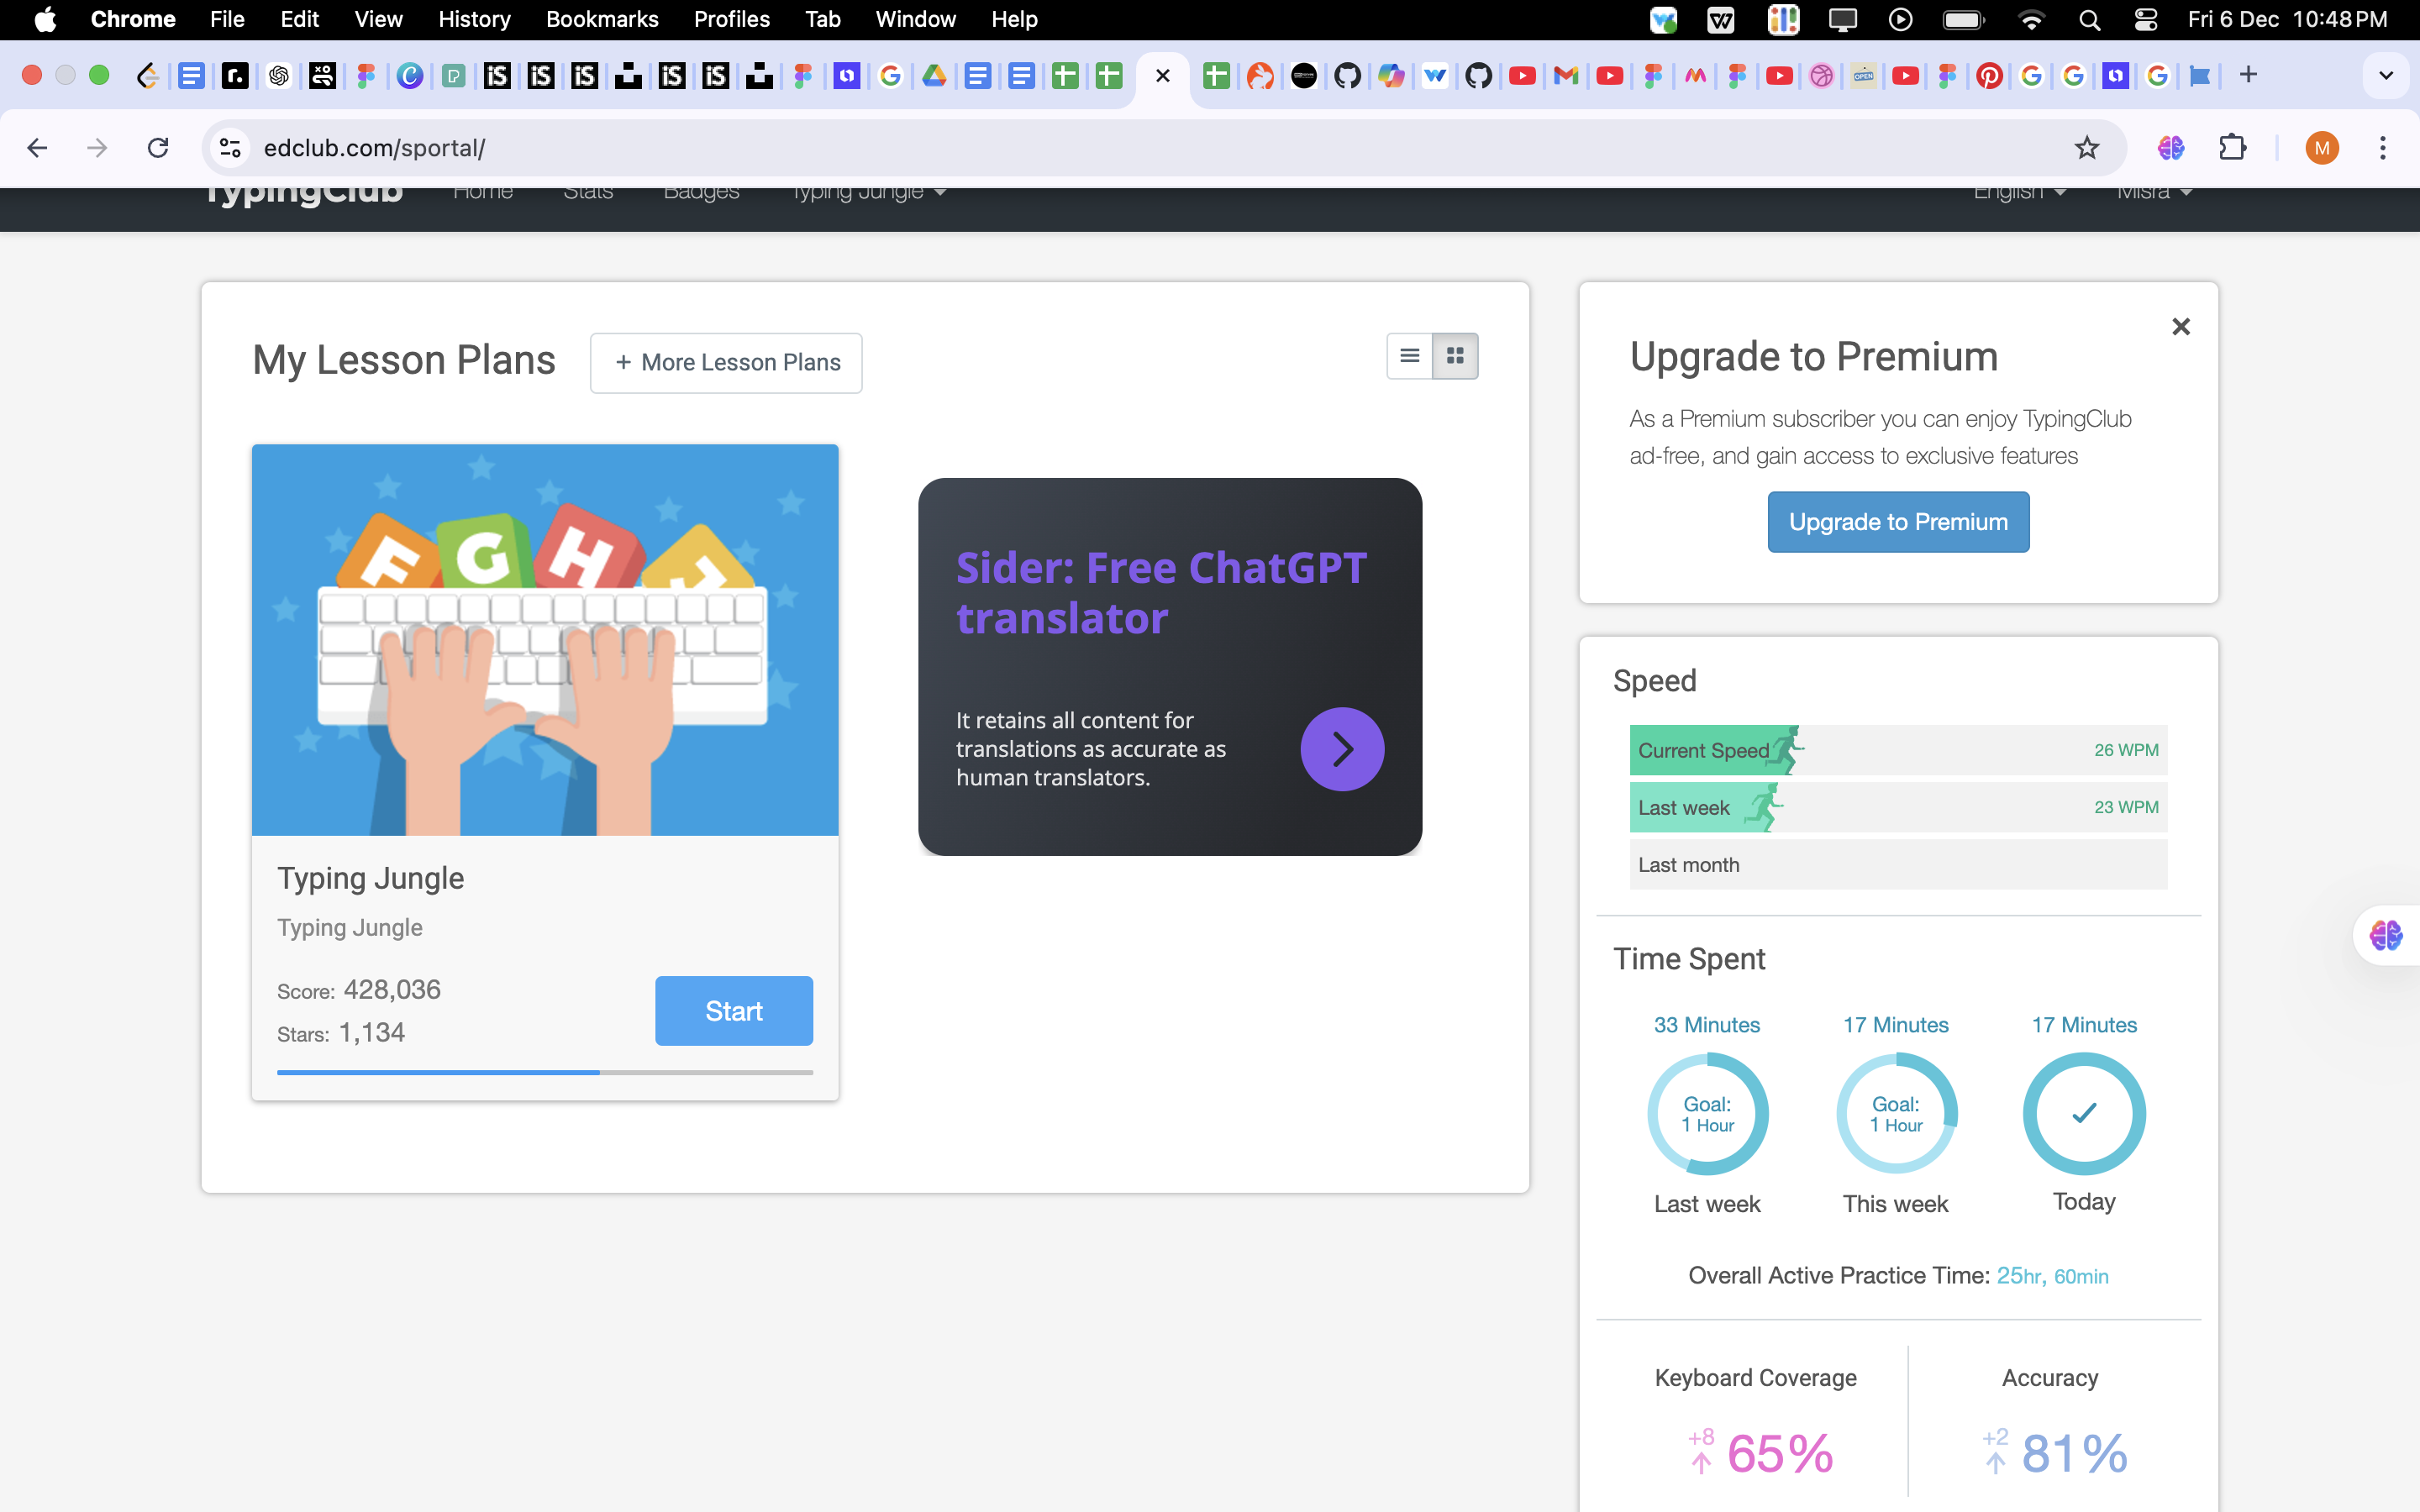 Chrome File Edit View History Bookmarks Profiles Tab Window Help
Fri 6 Dec 10:48 PM
edclub.com/sportal/
M
TypingClub Home Stats Badges Typing Jungle
English Misra
My Lesson Plans
+ More Lesson Plans
F G H J
Typing Jungle
Typing Jungle
Score: 428,036
Stars: 1,134
Start
Sider: Free ChatGPT
translator
It retains all content for
translations as accurate as
human translators.
Upgrade to Premium
As a Premium subscriber you can enjoy TypingClub
ad-free, and gain access to exclusive features
Upgrade to Premium
Speed
Current Speed 26 WPM
Last week 23 WPM
Last month
Time Spent
33 Minutes 17 Minutes 17 Minutes
Goal: Goal:
1 Hour 1 Hour
Last week This week Today
Overall Active Practice Time: 25hr, 60min
Keyboard Coverage Accuracy
+8 65% +2 81%